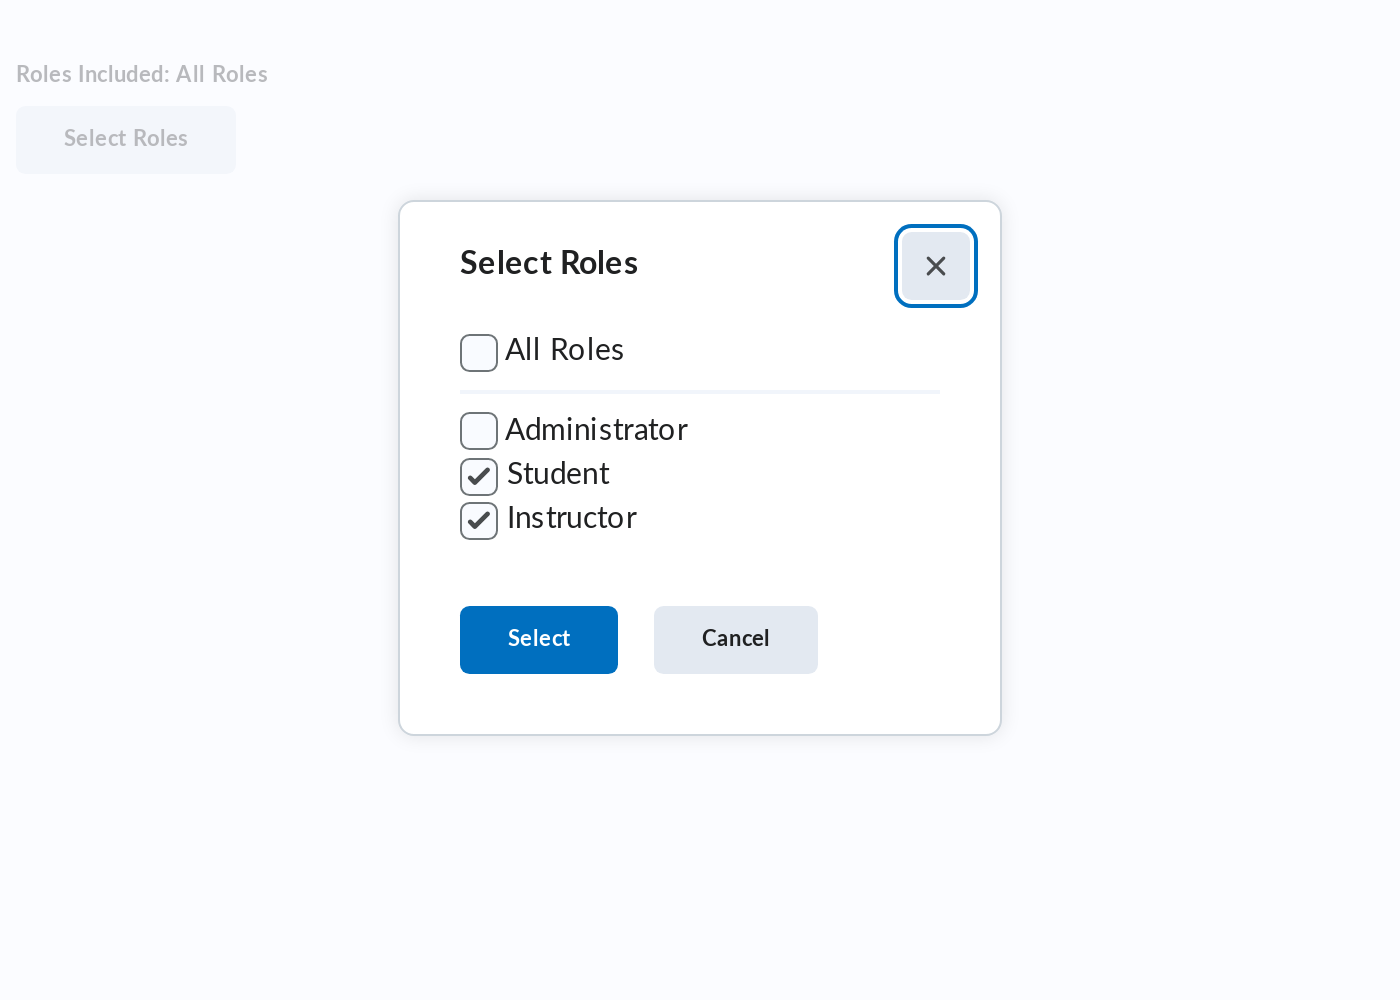 Roles Included: All Roles
Select Roles
Select Roles
All Roles
Administrator
Student
Instructor
Select
Cancel